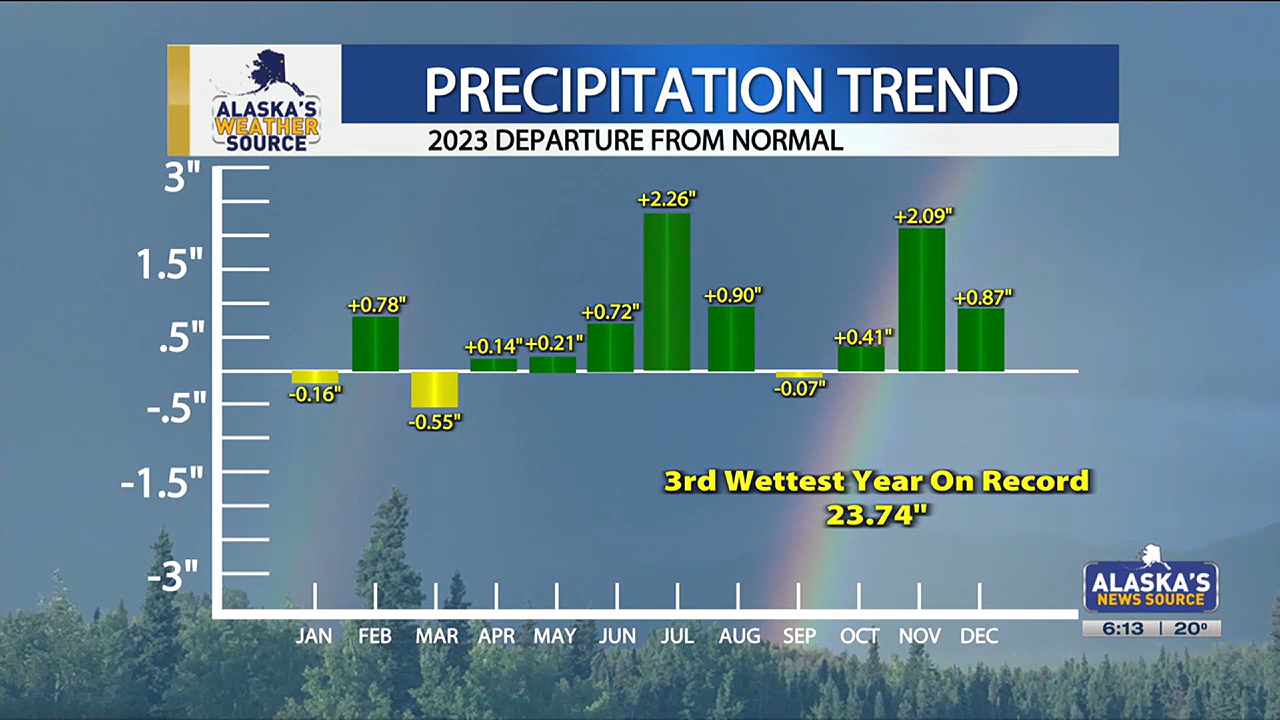 ALASKA'S
WEATHER
SOURCE
PRECIPITATION TREND
2023 DEPARTURE FROM NORMAL
3"
1.5"
.5"
-.5"
-1.5"
-3"
-0.16"
+0.78"
-0.55"
+0.14"
+0.21"
+0.72"
+2.26"
+0.90"
-0.07"
+0.41"
+2.09"
+0.87"
3rd Wettest Year On Record
23.74"
JAN FEB MAR APR MAY JUN JUL AUG SEP OCT NOV DEC
ALASKA'S
NEWS SOURCE
6:13 | 20°